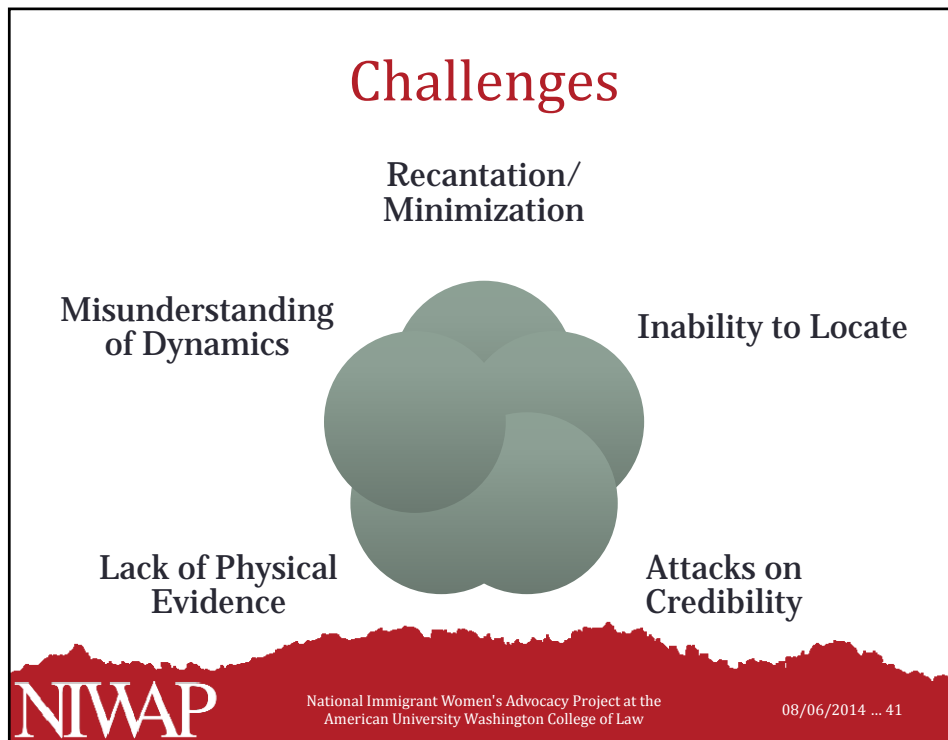 Challenges
Recantation/
Minimization
Misunderstanding
of Dynamics
Inability to Locate
Lack of Physical
Evidence
Attacks on
Credibility
NIWAP
National Immigrant Women's Advocacy Project at the
American University Washington College of Law
08/06/2014 ... 41